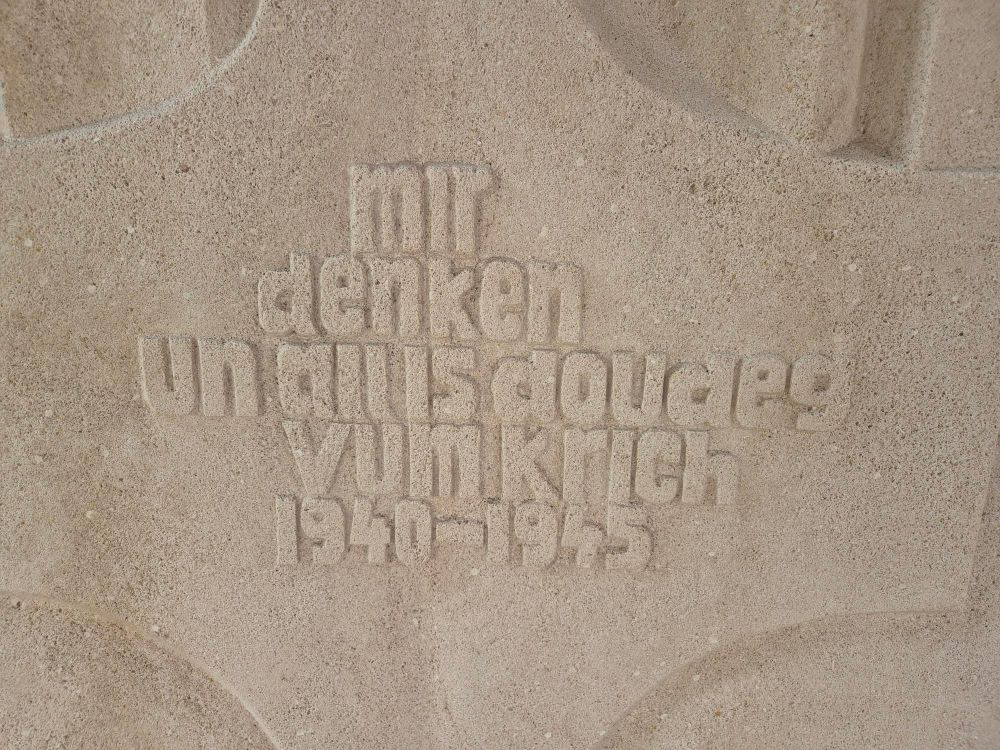 mir
denken
un all is doudeg
vum krich
1940-1945